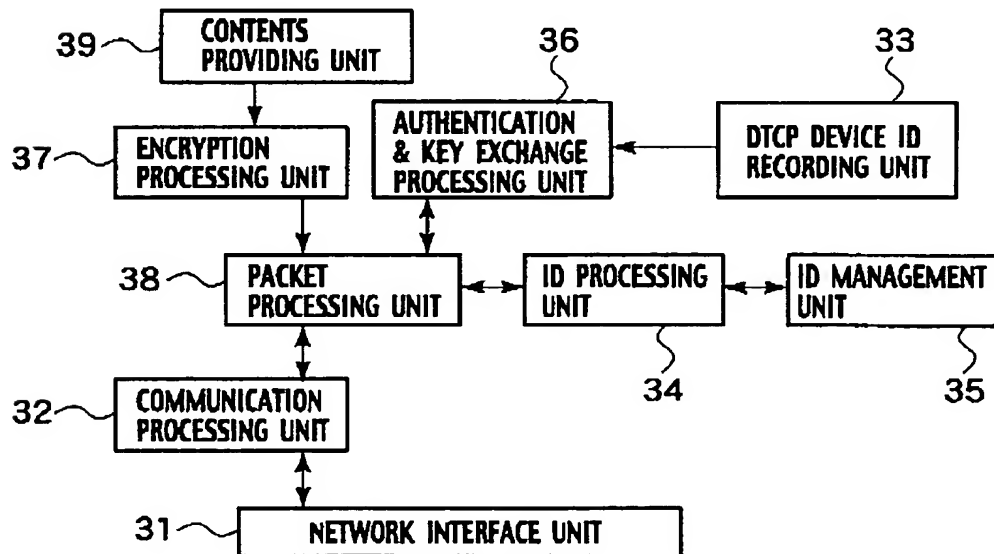 39
CONTENTS
PROVIDING UNIT
36
33
37
ENCRYPTION
PROCESSING UNIT
AUTHENTICATION
& KEY EXCHANGE
PROCESSING UNIT
DTCP DEVICE ID
RECORDING UNIT
38
PACKET
PROCESSING UNIT
ID PROCESSING
UNIT
ID MANAGEMENT
UNIT
34
35
32
COMMUNICATION
PROCESSING UNIT
31
NETWORK INTERFACE UNIT